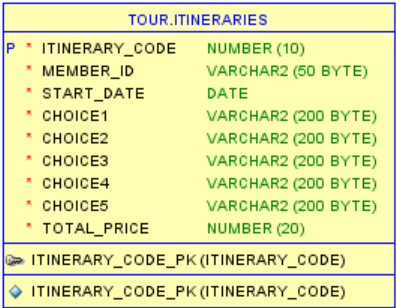 TOUR.ITINERARIES
P * ITINERARY_CODE NUMBER (10)
* MEMBER_ID VARCHAR2 (50 BYTE)
* START_DATE DATE
* CHOICE1 VARCHAR2 (200 BYTE)
* CHOICE2 VARCHAR2 (200 BYTE)
* CHOICE3 VARCHAR2 (200 BYTE)
* CHOICE4 VARCHAR2 (200 BYTE)
* CHOICE5 VARCHAR2 (200 BYTE)
* TOTAL_PRICE NUMBER (20)
ITINERARY_CODE_PK (ITINERARY_CODE)
ITINERARY_CODE_PK (ITINERARY_CODE)